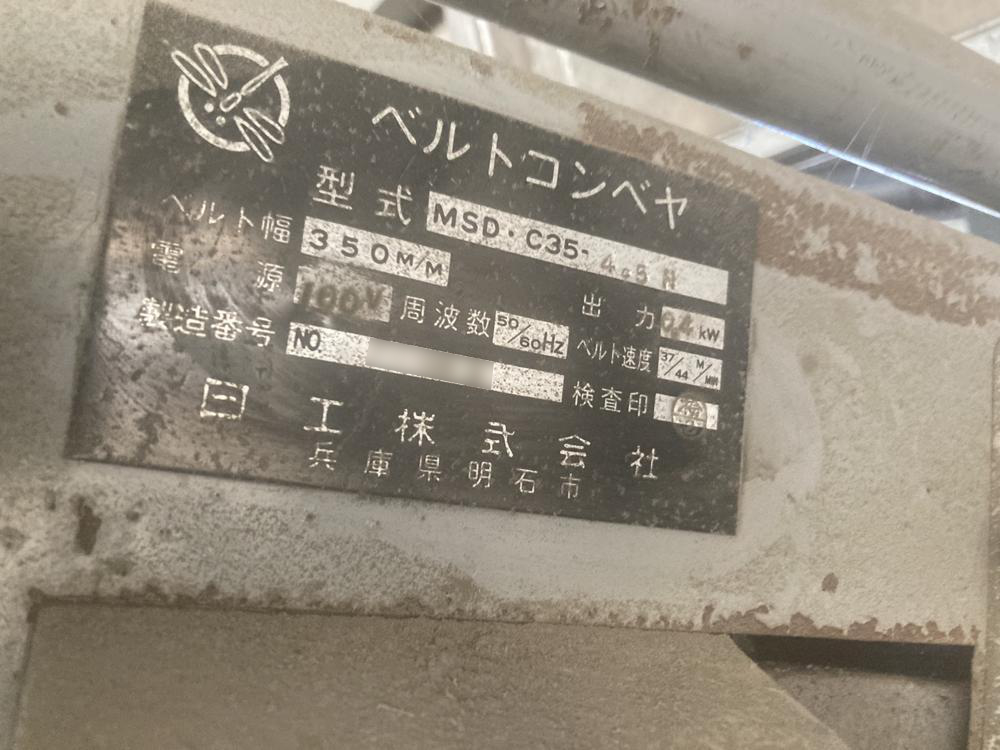 ベルトコンベヤ
型式 MSD・C35-
ベルト幅 350M/M 出力 0.4kW
電源 100V 周波数 50/60HZ ベルト速度 37/44 M/MIN
製造番号 NO 検査印
日工株式会社
兵庫県明石市